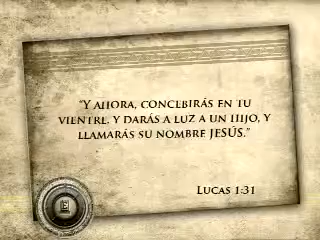 "Y AHORA, CONCEBIRÁS EN TU
VIENTRE, Y DARÁS A LUZ A UN HIJO, Y
LLAMARÁS SU NOMBRE JESÚS."
LUCAS 1:31